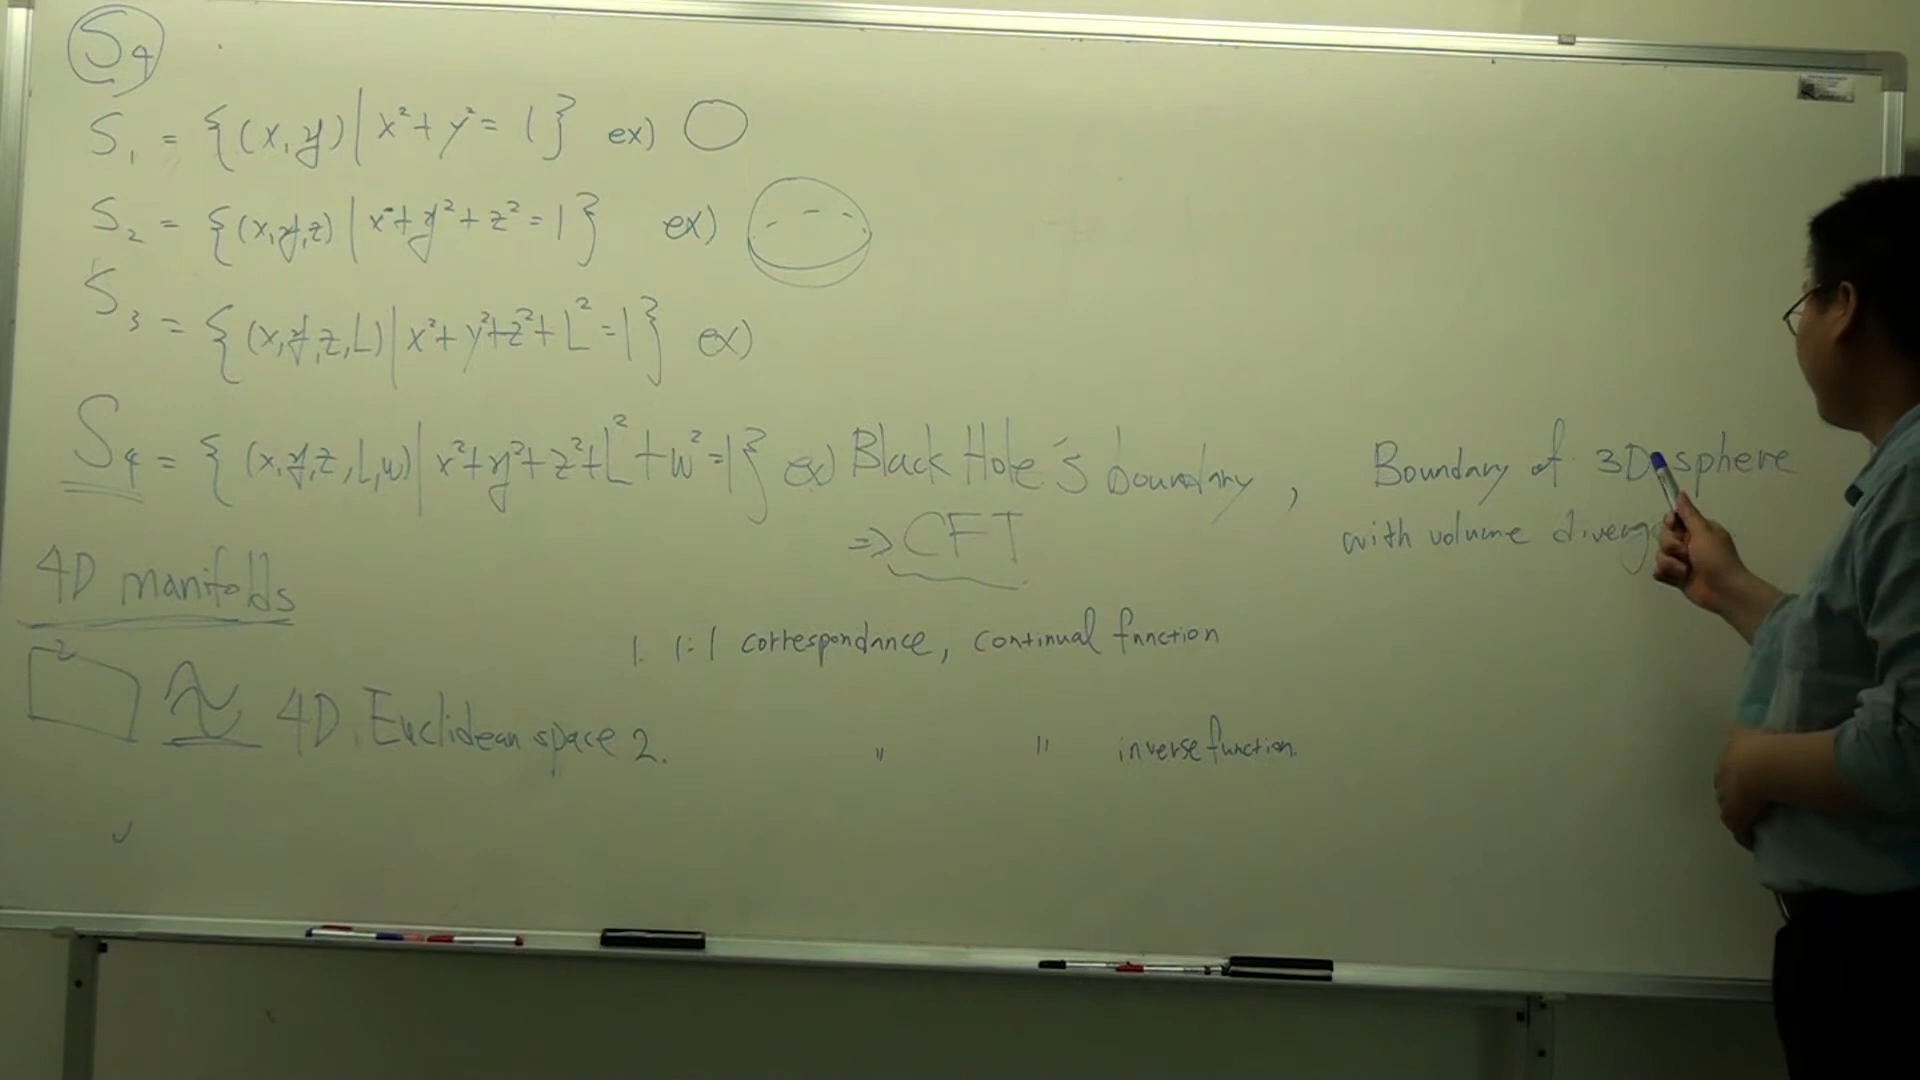 S₄
S₁ = {(x,y) | x²+y²= 1} ex)
S₂ = {(x,y,z) | x²+y²+z²=1} ex)
S₃ = {(x,y,z,L) | x²+y²+z²+L²=1} ex)
S₄ = {(x,y,z,L,w) | x²+y²+z²+L²+w²=1} ex) Black Hole's boundary, Boundary of 3D sphere
with volume
⇒ CFT
4D manifolds
1. 1:1 correspondance, continual function
≈ 4D Euclidean space 2. " " inverse function.